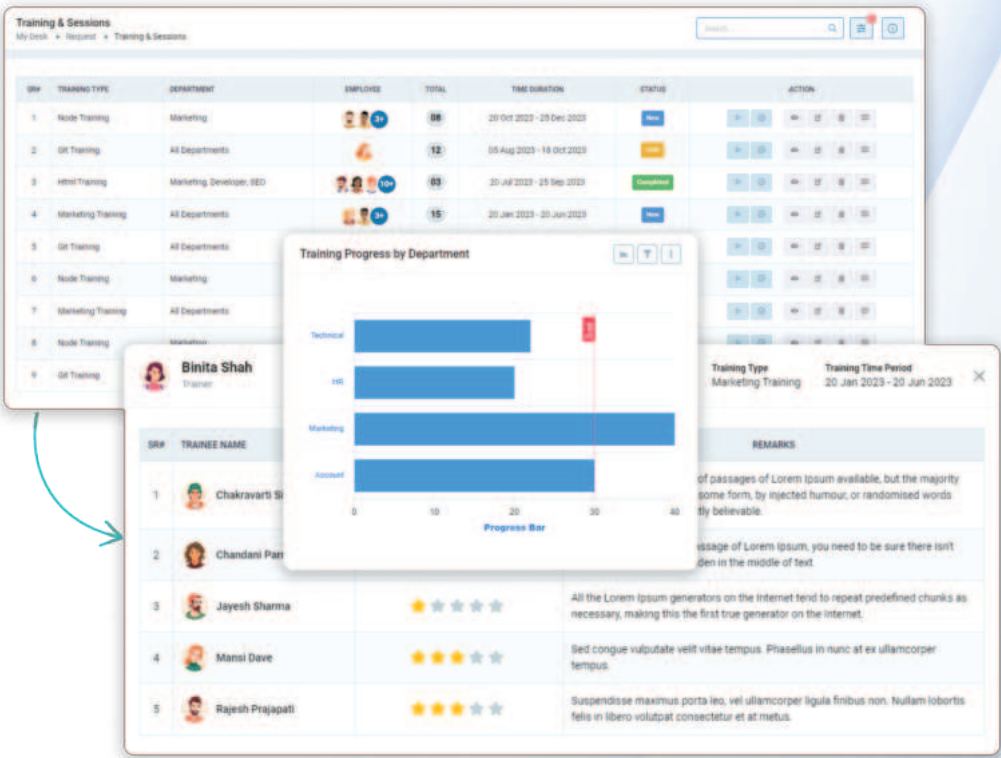 Training & Sessions
My Desk Request Training & Sessions
Search...
SR# TRAINING TYPE DEPARTMENT EMPLOYEE TOTAL TIME DURATION STATUS ACTION
1 Node Training Marketing 3+ 08 20 Oct 2023 - 25 Dec 2023 New
2 Git Training All Departments 12 05 Aug 2023 - 18 Oct 2023
3 Html Training Marketing, Developer, SEO 10+ 03 20 Jul 2023 - 25 Sep 2023 Completed
4 Marketing Training All Departments 3+ 15 20 Jan 2023 - 20 Jun 2023 New
5 Git Training All Departments
6 Node Training Marketing
7 Marketing Training All Departments
8 Node Training Marketing
9 Git Training
Training Progress by Department
Technical
HR
Marketing
Account
0 10 20 30 40
Progress Bar
Binita Shah
Trainer
Training Type
Marketing Training
Training Time Period
20 Jan 2023 - 20 Jun 2023
SR# TRAINEE NAME REMARKS
1 Chakravarti Si
of passages of Lorem Ipsum available, but the majority
some form, by injected humour, or randomised words
tly believable.
2 Chandani Par
assage of Lorem Ipsum, you need to be sure there isn't
den in the middle of text
3 Jayesh Sharma
All the Lorem Ipsum generators on the Internet tend to repeat predefined chunks as
necessary, making this the first true generator on the Internet.
4 Mansi Dave
Sed congue vulputate velit vitae tempus. Phasellus in nunc at ex ullamcorper
tempus.
5 Rajesh Prajapati
Suspendisse maximus porta leo, vel ullamcorper ligula finibus non. Nullam lobortis
felis in libero volutpat consectetur et at metus.